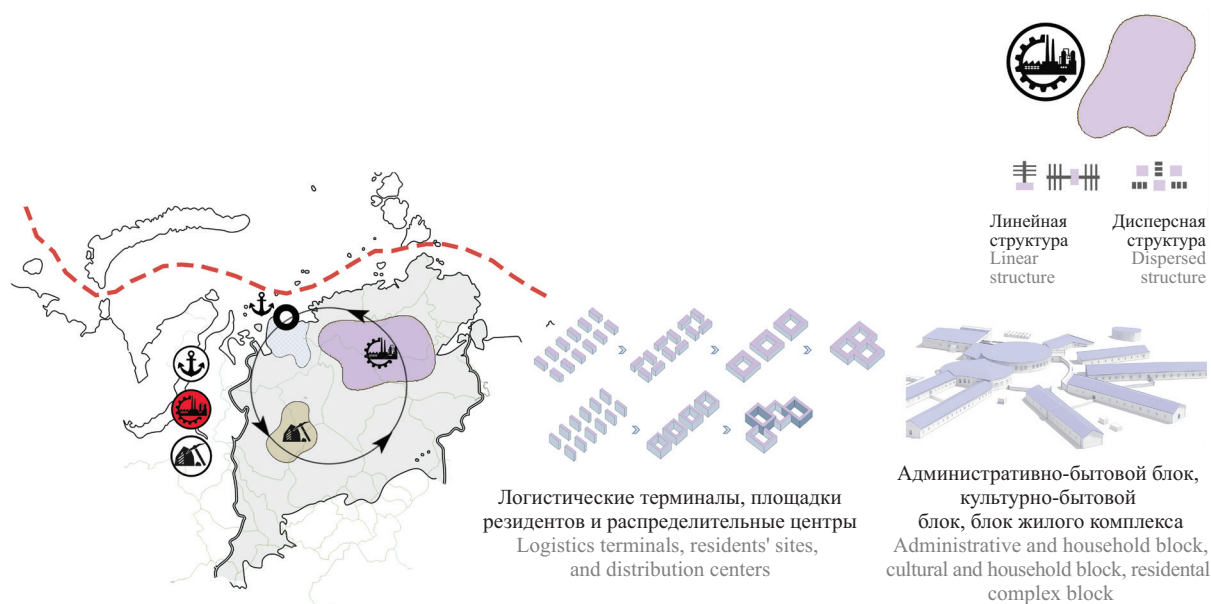 Линейная
структура
Linear
structure
Дисперсная
структура
Dispersed
structure
Логистические терминалы, площадки
резидентов и распределительные центры
Logistics terminals, residents' sites,
and distribution centers
Административно-бытовой блок,
культурно-бытовой
блок, блок жилого комплекса
Administrative and household block,
cultural and household block, residental
complex block